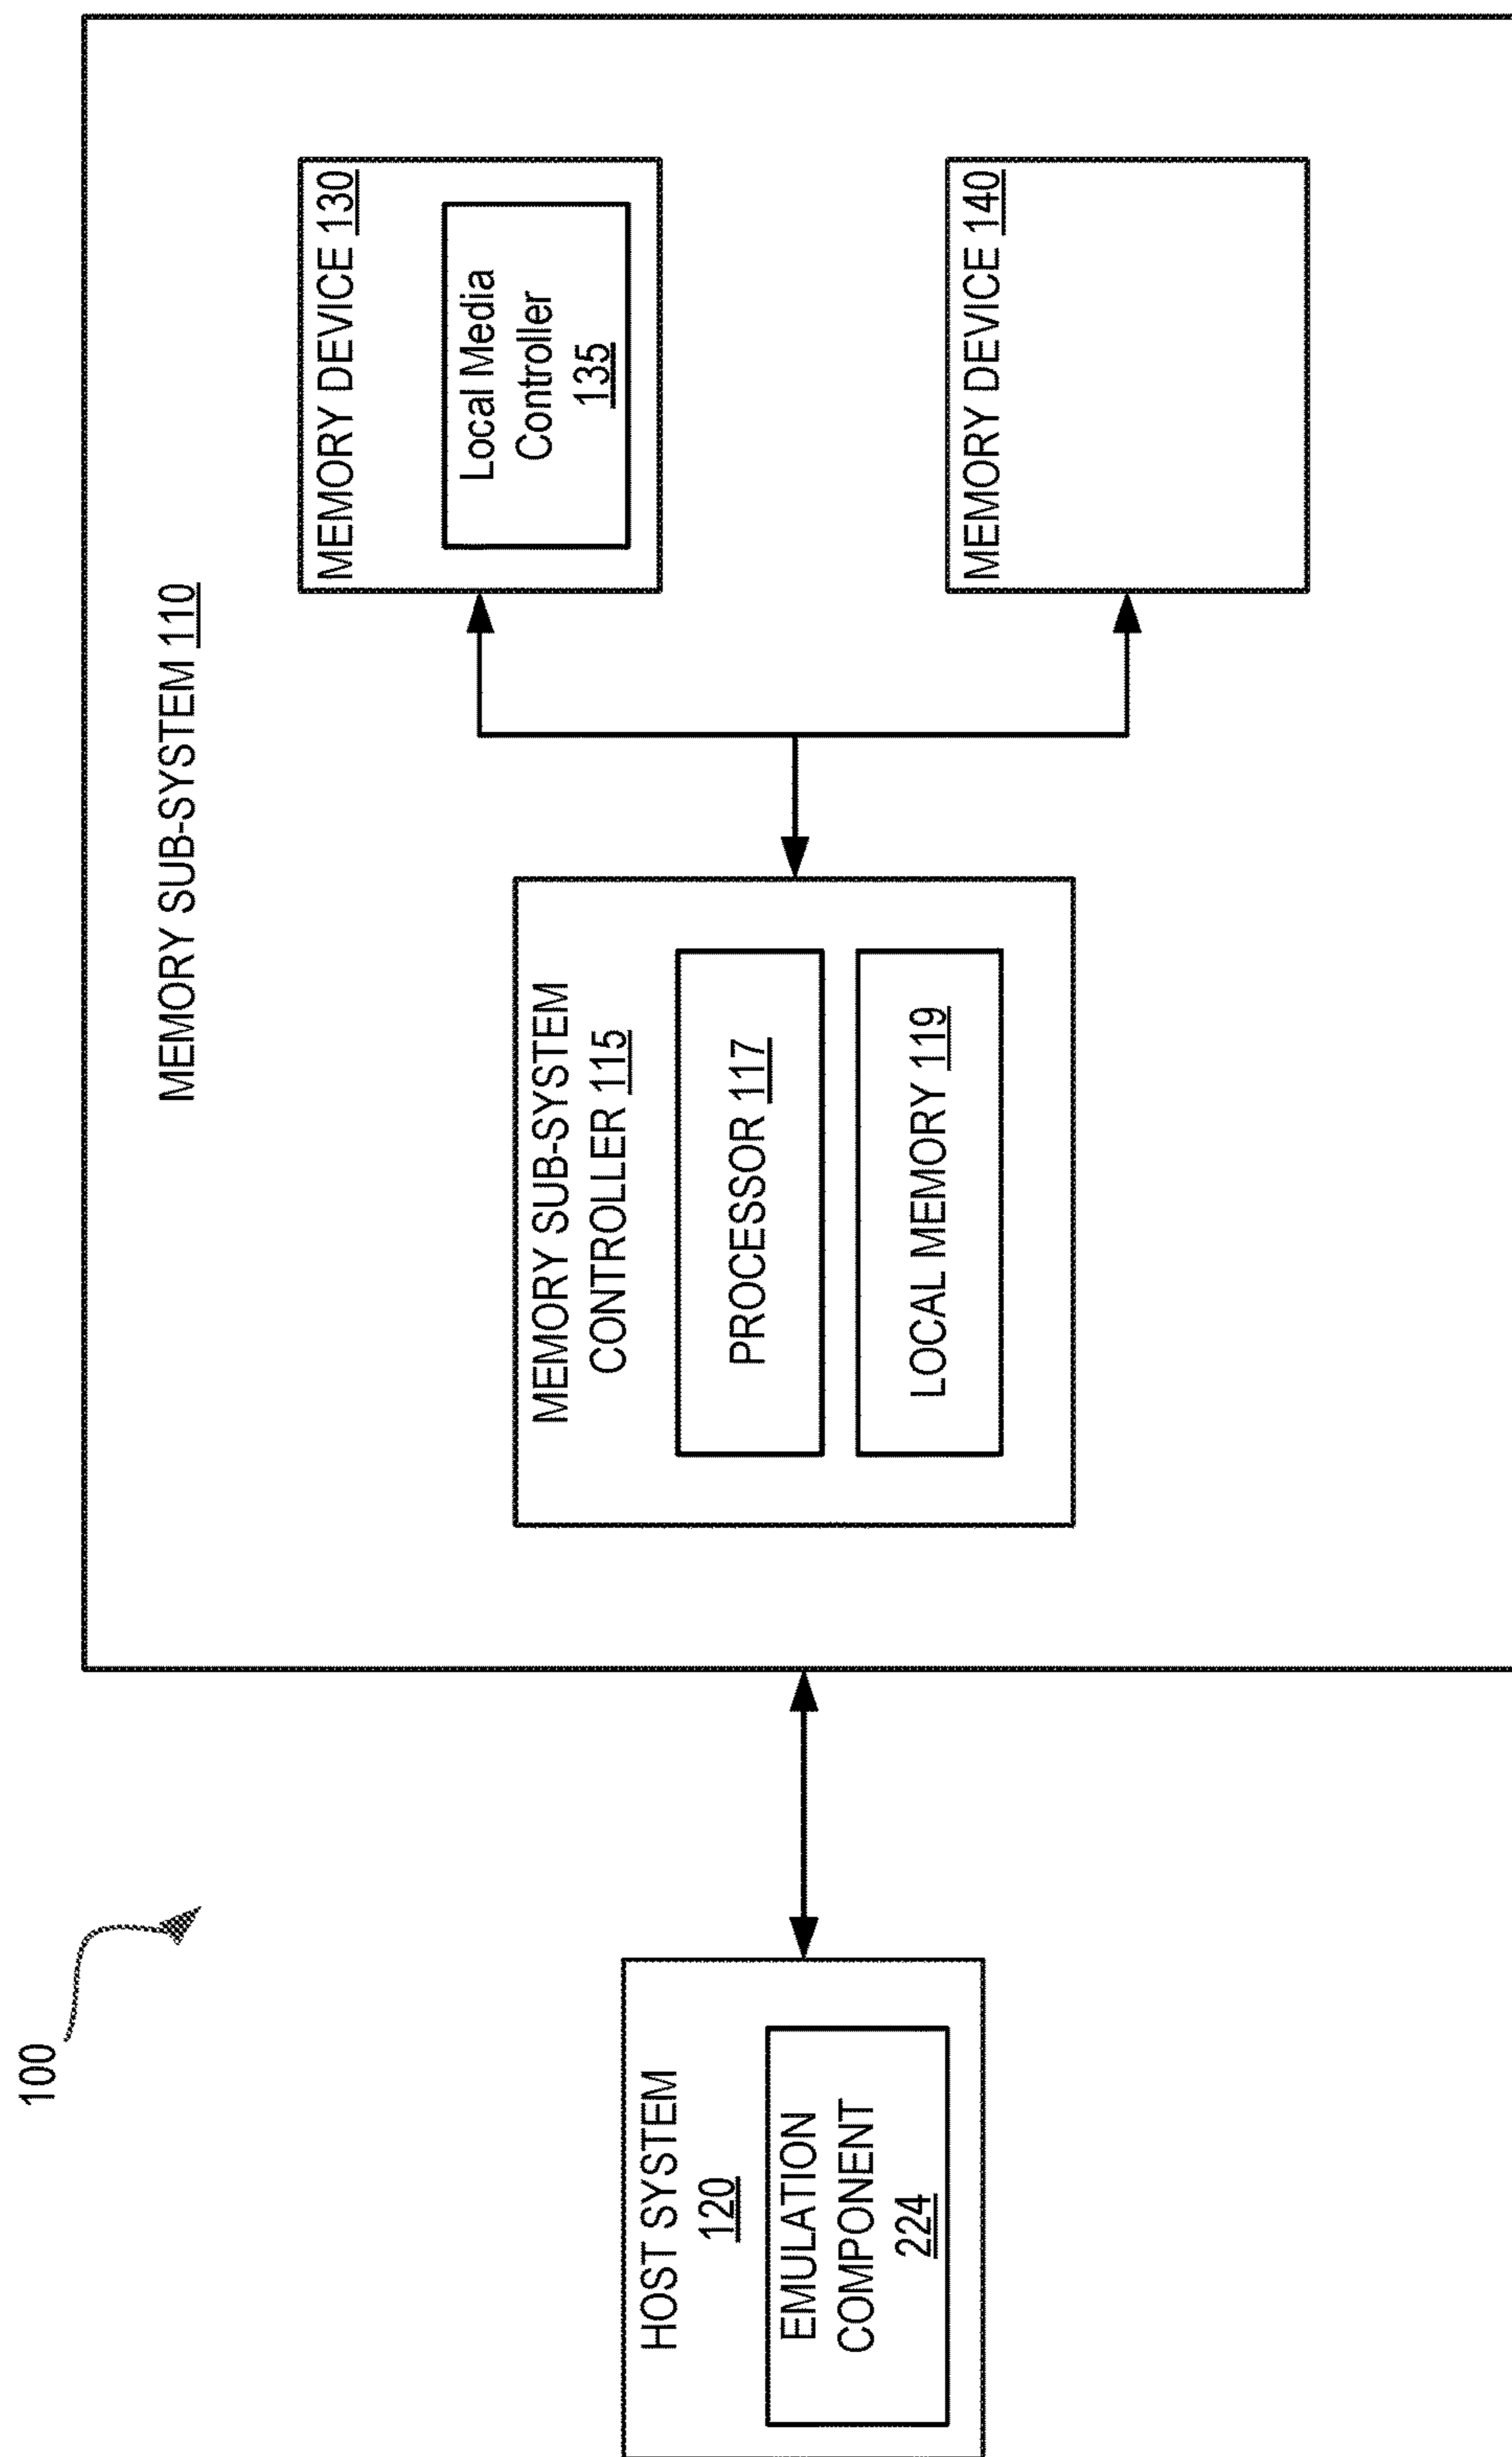 100
HOST SYSTEM
120
EMULATION
COMPONENT
224
MEMORY SUB-SYSTEM 110
MEMORY SUB-SYSTEM
CONTROLLER 115
PROCESSOR 117
LOCAL MEMORY 119
MEMORY DEVICE 130
Local Media
Controller
135
MEMORY DEVICE 140